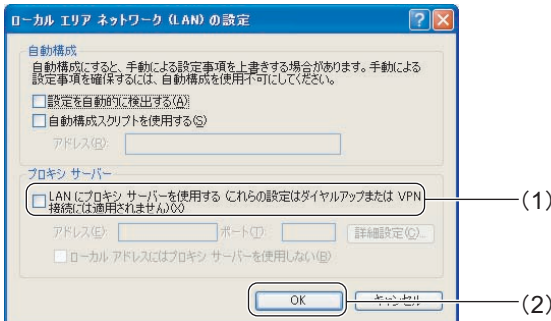 ローカル エリア ネットワーク (LAN) の設定
自動構成
自動構成にすると、手動による設定事項を上書きする場合があります。手動による
設定事項を確保するには、自動構成を使用不可にしてください。
設定を自動的に検出する(A)
自動構成スクリプトを使用する(S)
アドレス(R):
プロキシ サーバー
LAN にプロキシ サーバーを使用する (これらの設定はダイヤルアップまたは VPN
接続には適用されません)(X)
(1)
アドレス(E): ポート(T): 詳細設定(C)...
ローカル アドレスにはプロキシ サーバーを使用しない(B)
OK キャンセル
(2)